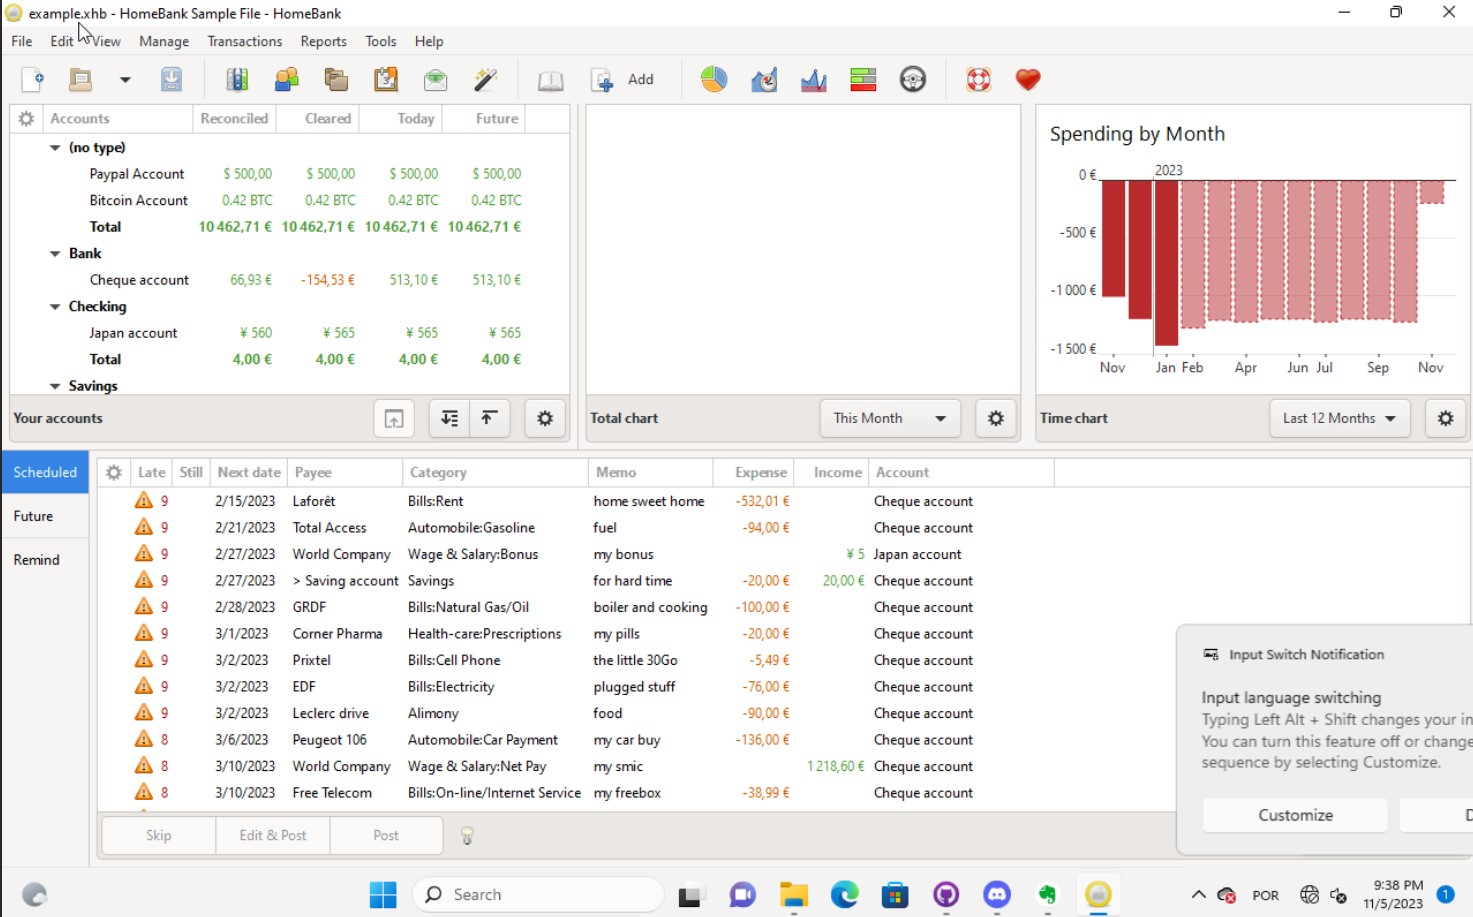 example.xhb - HomeBank Sample File - HomeBank
File Edit View Manage Transactions Reports Tools Help
Add
Accounts Reconciled Cleared Today Future
(no type)
Paypal Account $ 500,00 $ 500,00 $ 500,00 $ 500,00
Bitcoin Account 0.42 BTC 0.42 BTC 0.42 BTC 0.42 BTC
Total 10 462,71 € 10 462,71 € 10 462,71 € 10 462,71 €
Bank
Cheque account 66,93 € -154,53 € 513,10 € 513,10 €
Checking
Japan account ¥ 560 ¥ 565 ¥ 565 ¥ 565
Total 4,00 € 4,00 € 4,00 € 4,00 €
Savings
Your accounts
Total chart This Month
Spending by Month
2023
0 €
-500 €
-1 000 €
-1 500 €
Nov Jan Feb Apr Jun Jul Sep Nov
Time chart Last 12 Months
Scheduled
Future
Remind
Late Still Next date Payee Category Memo Expense Income Account
9 2/15/2023 Laforêt Bills:Rent home sweet home -532,01 € Cheque account
9 2/21/2023 Total Access Automobile:Gasoline fuel -94,00 € Cheque account
9 2/27/2023 World Company Wage & Salary:Bonus my bonus ¥ 5 Japan account
9 2/27/2023 > Saving account Savings for hard time -20,00 € 20,00 € Cheque account
9 2/28/2023 GRDF Bills:Natural Gas/Oil boiler and cooking -100,00 € Cheque account
9 3/1/2023 Corner Pharma Health-care:Prescriptions my pills -20,00 € Cheque account
9 3/2/2023 Prixtel Bills:Cell Phone the little 30Go -5,49 € Cheque account
9 3/2/2023 EDF Bills:Electricity plugged stuff -76,00 € Cheque account
9 3/2/2023 Leclerc drive Alimony food -90,00 € Cheque account
8 3/6/2023 Peugeot 106 Automobile:Car Payment my car buy -136,00 € Cheque account
8 3/10/2023 World Company Wage & Salary:Net Pay my smic 1 218,60 € Cheque account
8 3/10/2023 Free Telecom Bills:On-line/Internet Service my freebox -38,99 € Cheque account
Skip Edit & Post Post
Input Switch Notification
Input language switching
Typing Left Alt + Shift changes your in
You can turn this feature off or change
sequence by selecting Customize.
Customize D
Search
POR
9:38 PM
11/5/2023
1